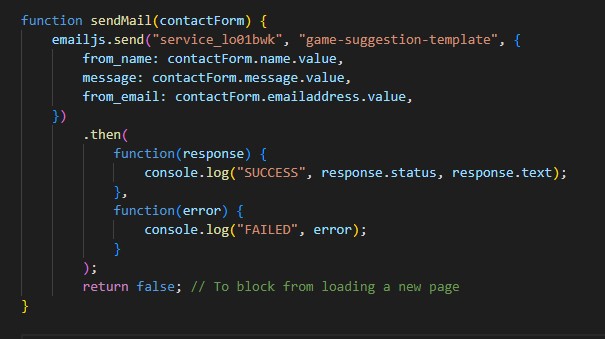 function sendMail(contactForm) {
    emailjs.send("service_lo01bwk", "game-suggestion-template", {
        from_name: contactForm.name.value,
        message: contactForm.message.value,
        from_email: contactForm.emailaddress.value,
    })
        .then(
            function(response) {
                console.log("SUCCESS", response.status, response.text);
            },
            function(error) {
                console.log("FAILED", error);
            }
        );
        return false; // To block from loading a new page
}